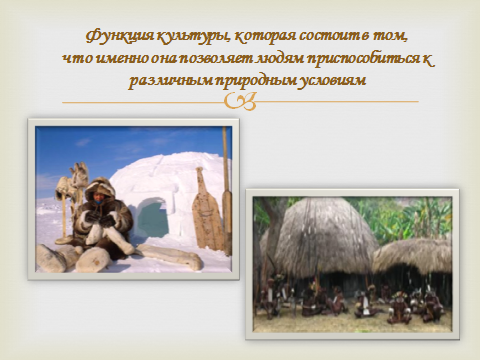 Функция культуры, которая состоит в том,
что именно она позволяет людям приспособиться к
различным природным условиям